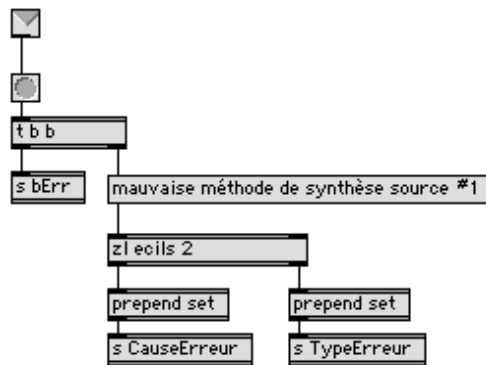 t b b
s bErr
mauvaise méthode de synthèse source #1
zl ecils 2
prepend set
prepend set
s CauseErreur
s TypeErreur